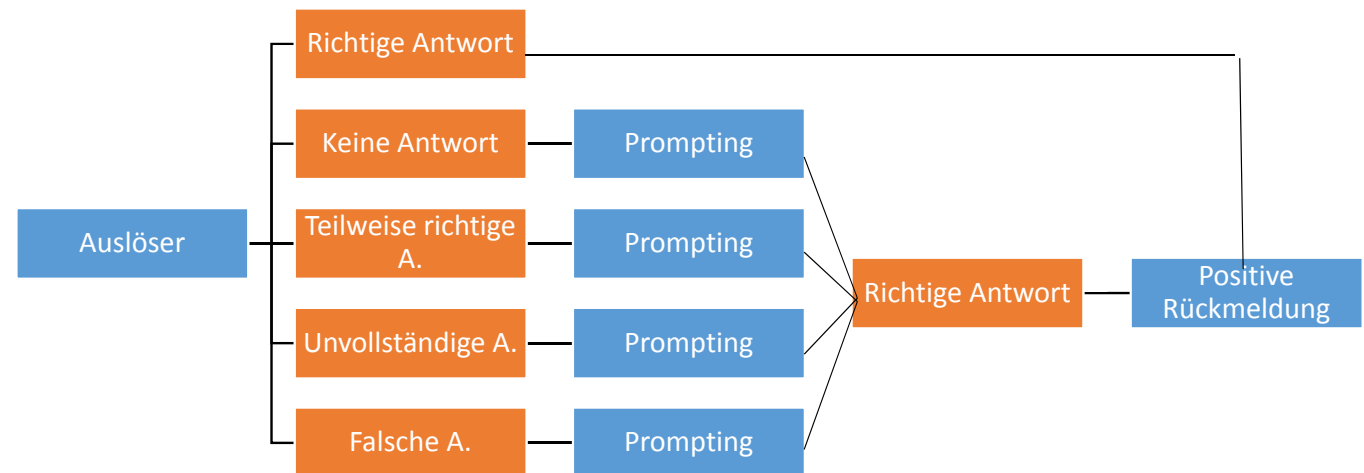 Richtige Antwort
Keine Antwort
Prompting
Auslöser
Teilweise richtige
A.
Prompting
Unvollständige A.
Prompting
Falsche A.
Prompting
Richtige Antwort
Positive
Rückmeldung